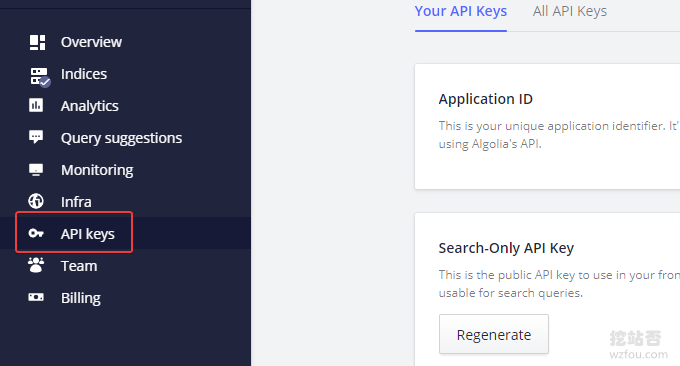 Overview
Indices
Analytics
Query suggestions
Monitoring
Infra
API keys
Team
Billing
Your API Keys
All API Keys
Application ID
This is your unique application identifier. It'
using Algolia's API.
Search-Only API Key
This is the public API key to use in your fron
usable for search queries.
Regenerate
挖站否
wzfou.com